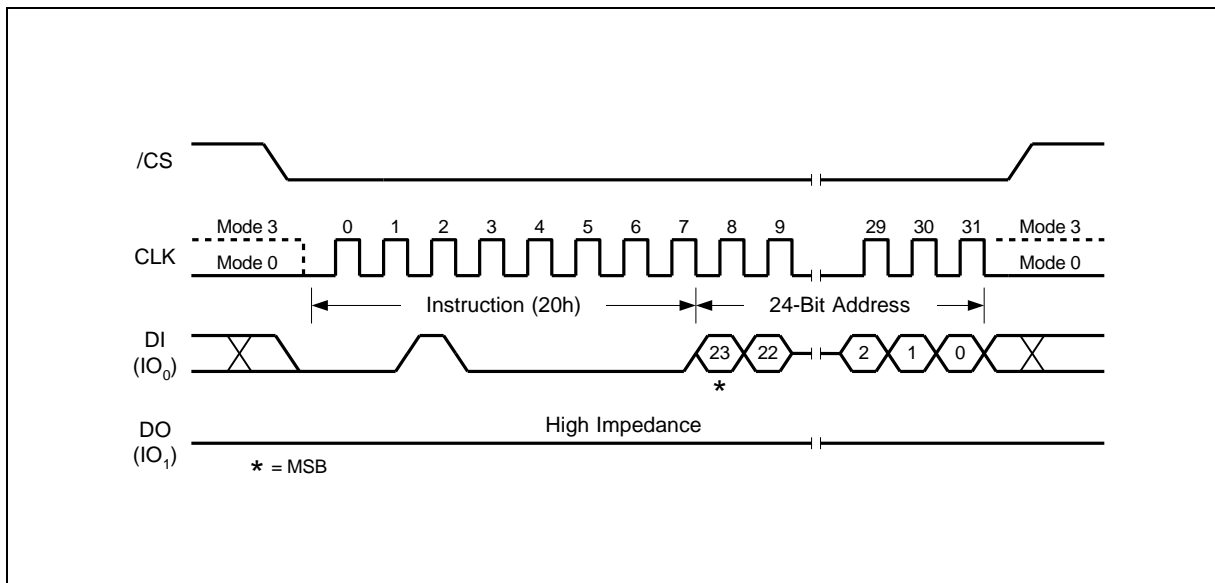 /CS
Mode 3 0 1 2 3 4 5 6 7 8 9 29 30 31 Mode 3
CLK
Mode 0 Mode 0
Instruction (20h) 24-Bit Address
DI
(IO0)
23 22 2 1 0
*
High Impedance
DO
(IO1)
* = MSB